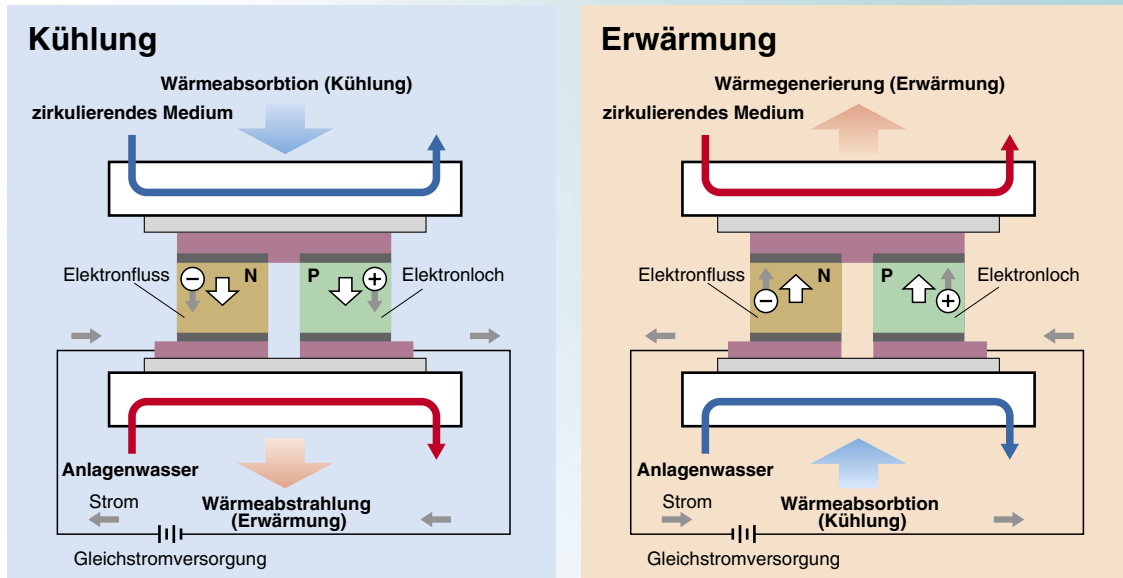 Kühlung
Wärmeabsorbtion (Kühlung)
zirkulierendes Medium
Elektronfluss
−
N
P
+
Elektronloch
Anlagenwasser
Wärmeabstrahlung
(Erwärmung)
Strom
Gleichstromversorgung
Erwärmung
Wärmegenerierung (Erwärmung)
zirkulierendes Medium
Elektronfluss
−
N
P
+
Elektronloch
Anlagenwasser
Wärmeabsorbtion
(Kühlung)
Strom
Gleichstromversorgung